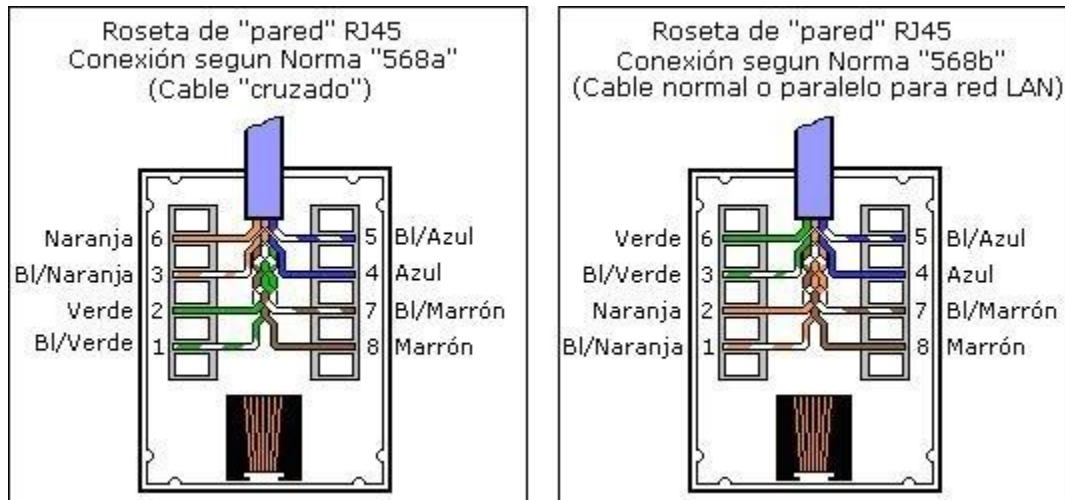 Roseta de "pared" RJ45
Conexión segun Norma "568a"
(Cable "cruzado")
Naranja 6
5 Bl/Azul
Bl/Naranja 3
4 Azul
Verde 2
7 Bl/Marrón
Bl/Verde 1
8 Marrón
Roseta de "pared" RJ45
Conexión segun Norma "568b"
(Cable normal o paralelo para red LAN)
Verde 6
5 Bl/Azul
Bl/Verde 3
4 Azul
Naranja 2
7 Bl/Marrón
Bl/Naranja 1
8 Marrón